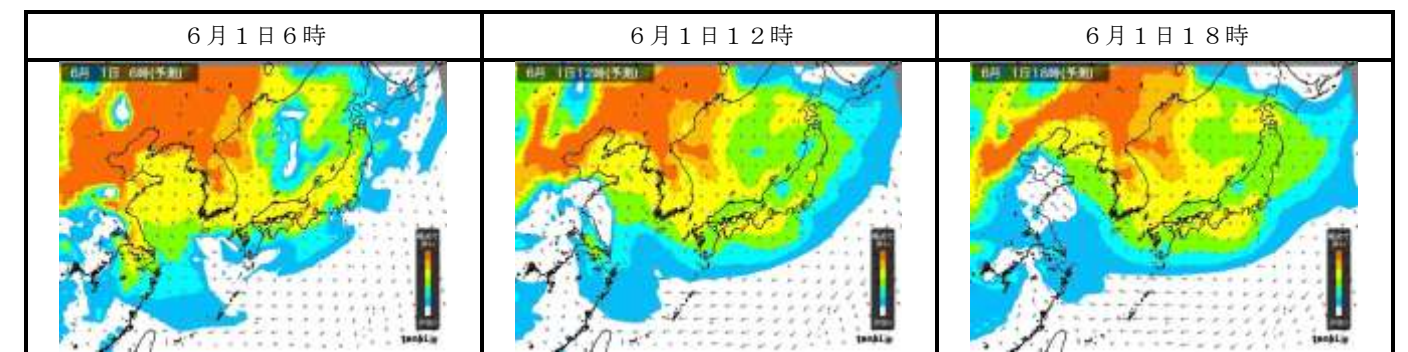 ６月１日６時
６月１日１２時
６月１日１８時
6月 1日 6時(予測)
6月 1日12時(予測)
6月 1日18時(予測)
tenki.jp
tenki.jp
tenki.jp